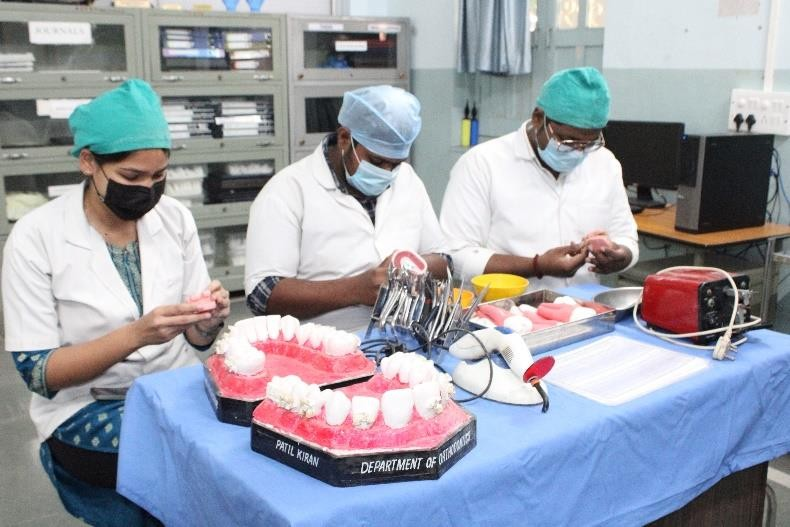 JOURNALS
PATIL KIRAN
DEPARTMENT OF ORTHODONTICS